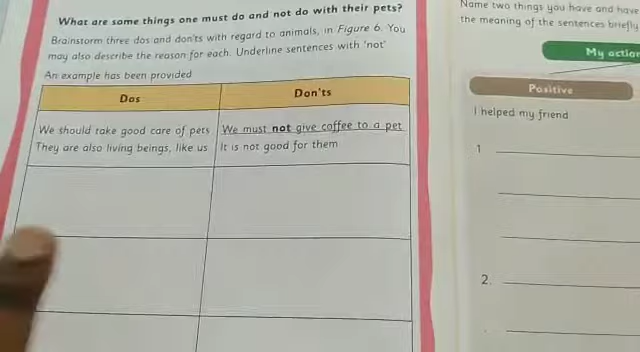 What are some things one must do and not do with their pets?
Brainstorm three dos and don'ts with regard to animals, in Figure 6. You
may also describe the reason for each. Underline sentences with 'not'
An example has been provided
Dos
Don'ts
We should take good care of pets
They are also living beings, like us
We must not give coffee to a pet
It is not good for them
Name two things you have and have
the meaning of the sentences briefly
My action
Positive
I helped my friend
1
2.